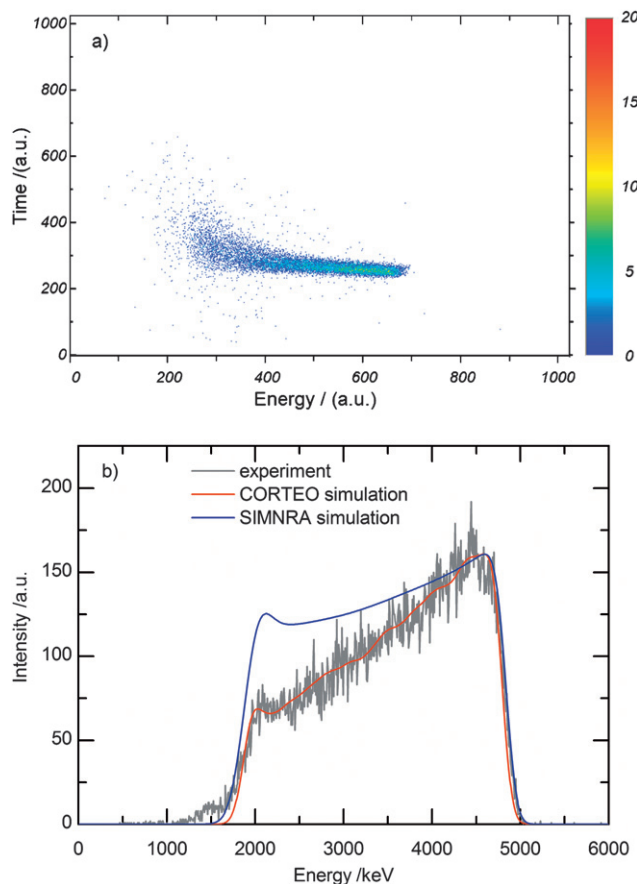 a)
1000
800
600
400
200
0
Time /(a.u.)
0 200 400 600 800 1000
Energy / (a.u.)
20
15
10
5
0
b)
experiment
CORTEO simulation
SIMNRA simulation
200
150
100
50
0
Intensity /a.u.
0 1000 2000 3000 4000 5000 6000
Energy /keV